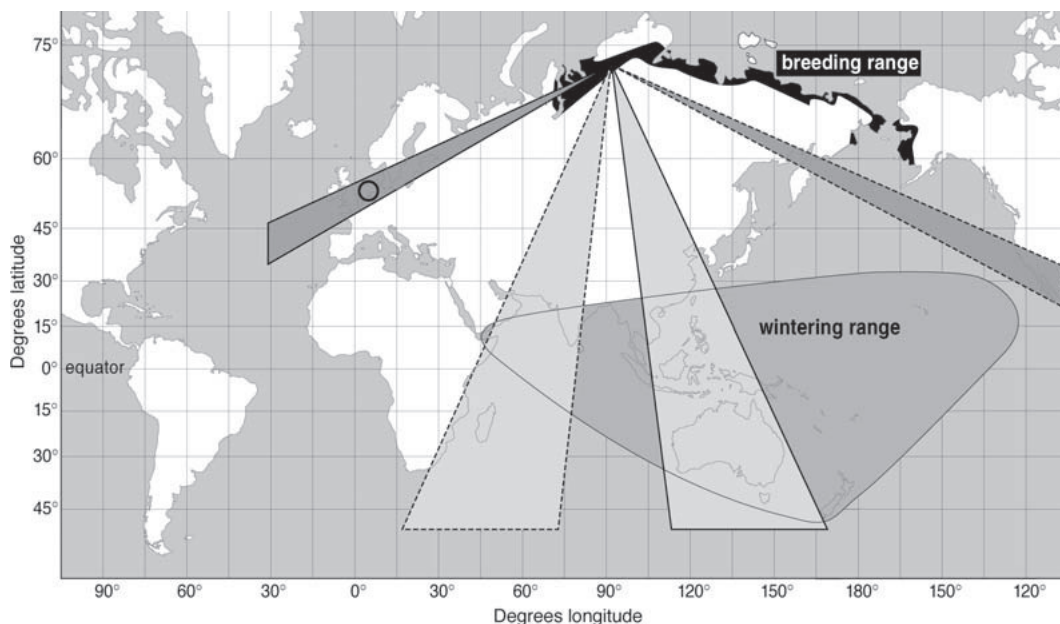 75°
breeding range
60°
45°
30°
15°
wintering range
equator
0°
15°
30°
45°
Degrees latitude
90° 60° 30° 0° 30° 60° 90° 120° 150° 180° 150° 120°
Degrees longitude